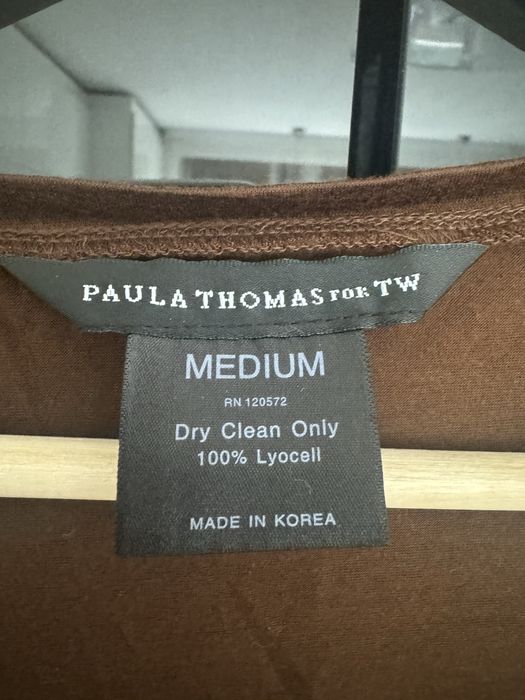 PAULA THOMAS FOR TW
MEDIUM
RN 120572
Dry Clean Only
100% Lyocell
MADE IN KOREA